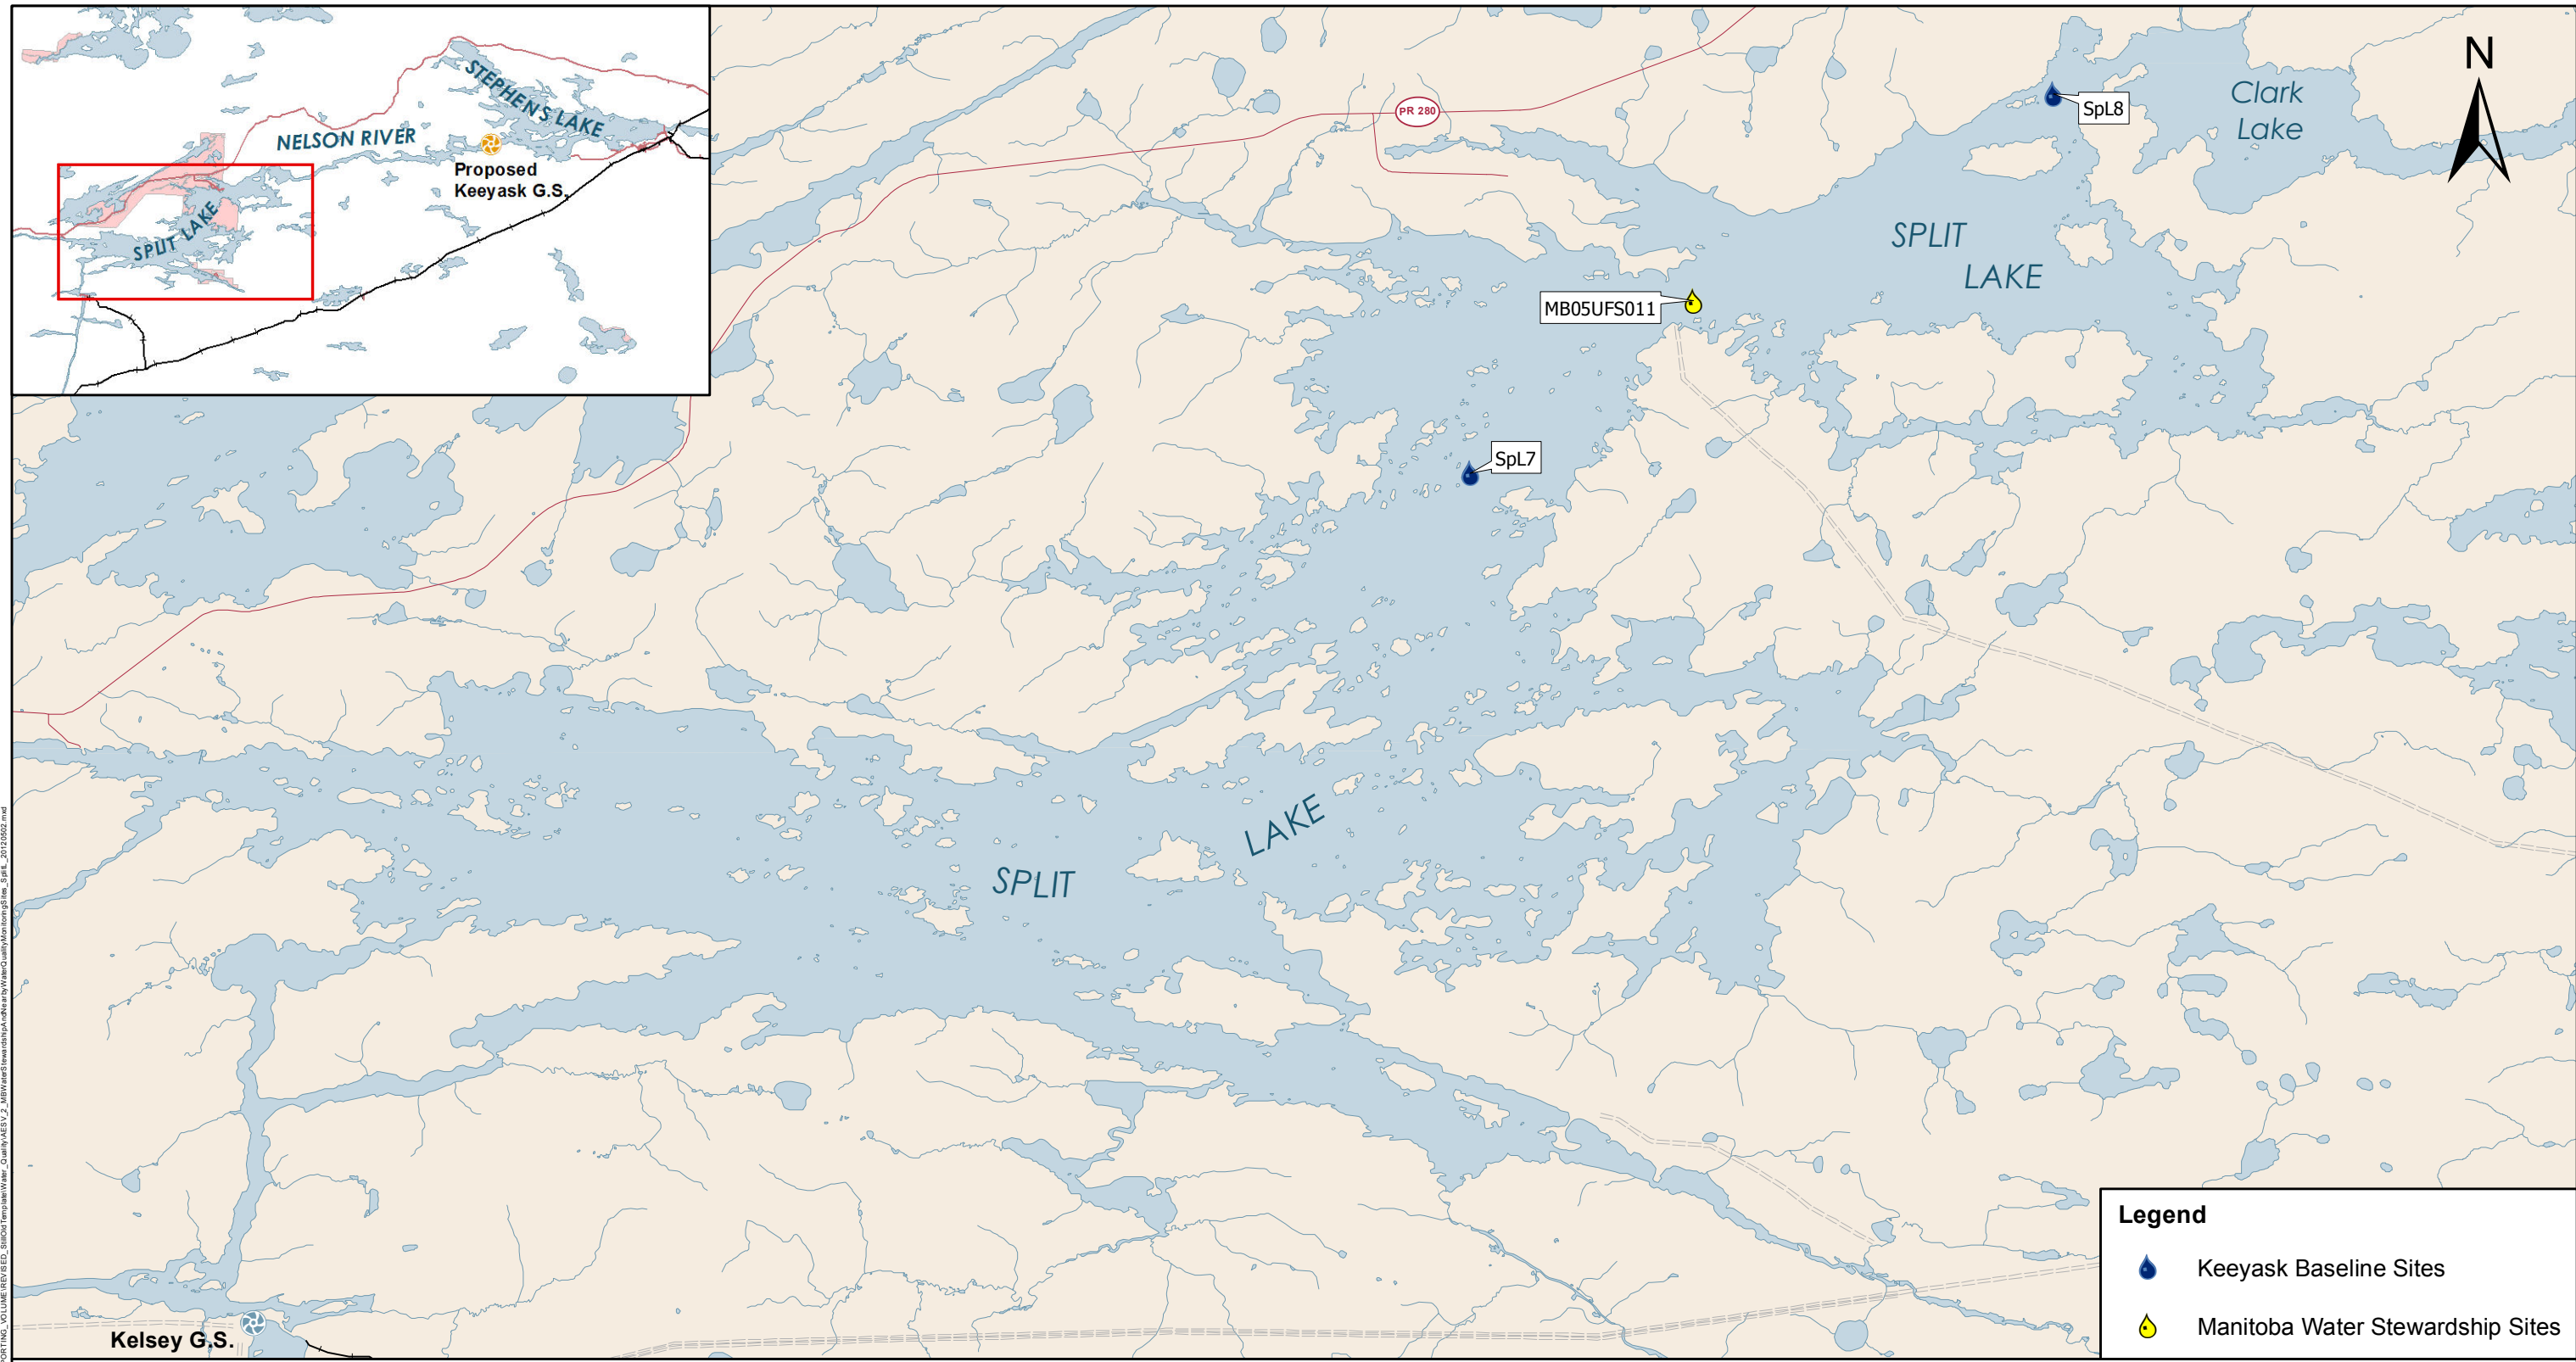 STEPHENS LAKE
NELSON RIVER
Proposed
Keeyask G.S.
SPLIT LAKE
PR 280
N
Clark
Lake
SpL8
SPLIT
LAKE
MB05UFS011
SpL7
LAKE
SPLIT
Kelsey G.S.
Legend
Keeyask Baseline Sites
Manitoba Water Stewardship Sites